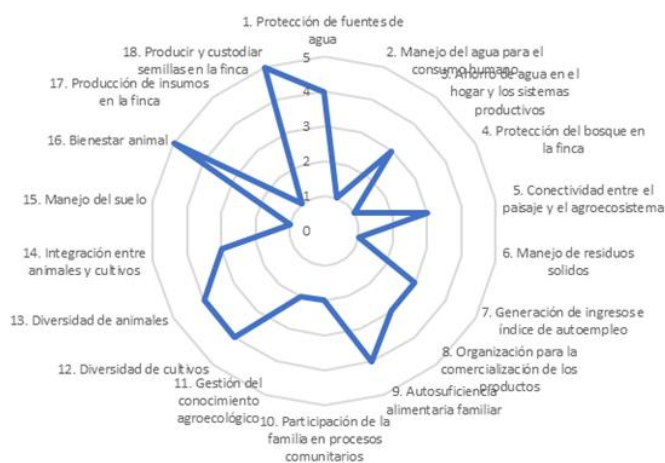 1. Protección de fuentes de
agua
2. Manejo del agua para el
consumo humano
3. Ahorro de agua en el
hogar y los sistemas
productivos
4. Protección del bosque en
la finca
5. Conectividad entre el
paisaje y el agroecosistema
6. Manejo de residuos
solidos
7. Generación de ingresos e
índice de autoempleo
8. Organización para la
comercialización de los
productos
9. Autosuficiencia
alimentaria familiar
10. Participación de la
familia en procesos
comunitarios
11. Gestión del
conocimiento
agroecológico
12. Diversidad de cultivos
13. Diversidad de animales
14. Integración entre
animales y cultivos
15. Manejo del suelo
16. Bienestar animal
17. Producción de insumos
en la finca
18. Producir y custodiar
semillas en la finca
5
4
3
2
1
0